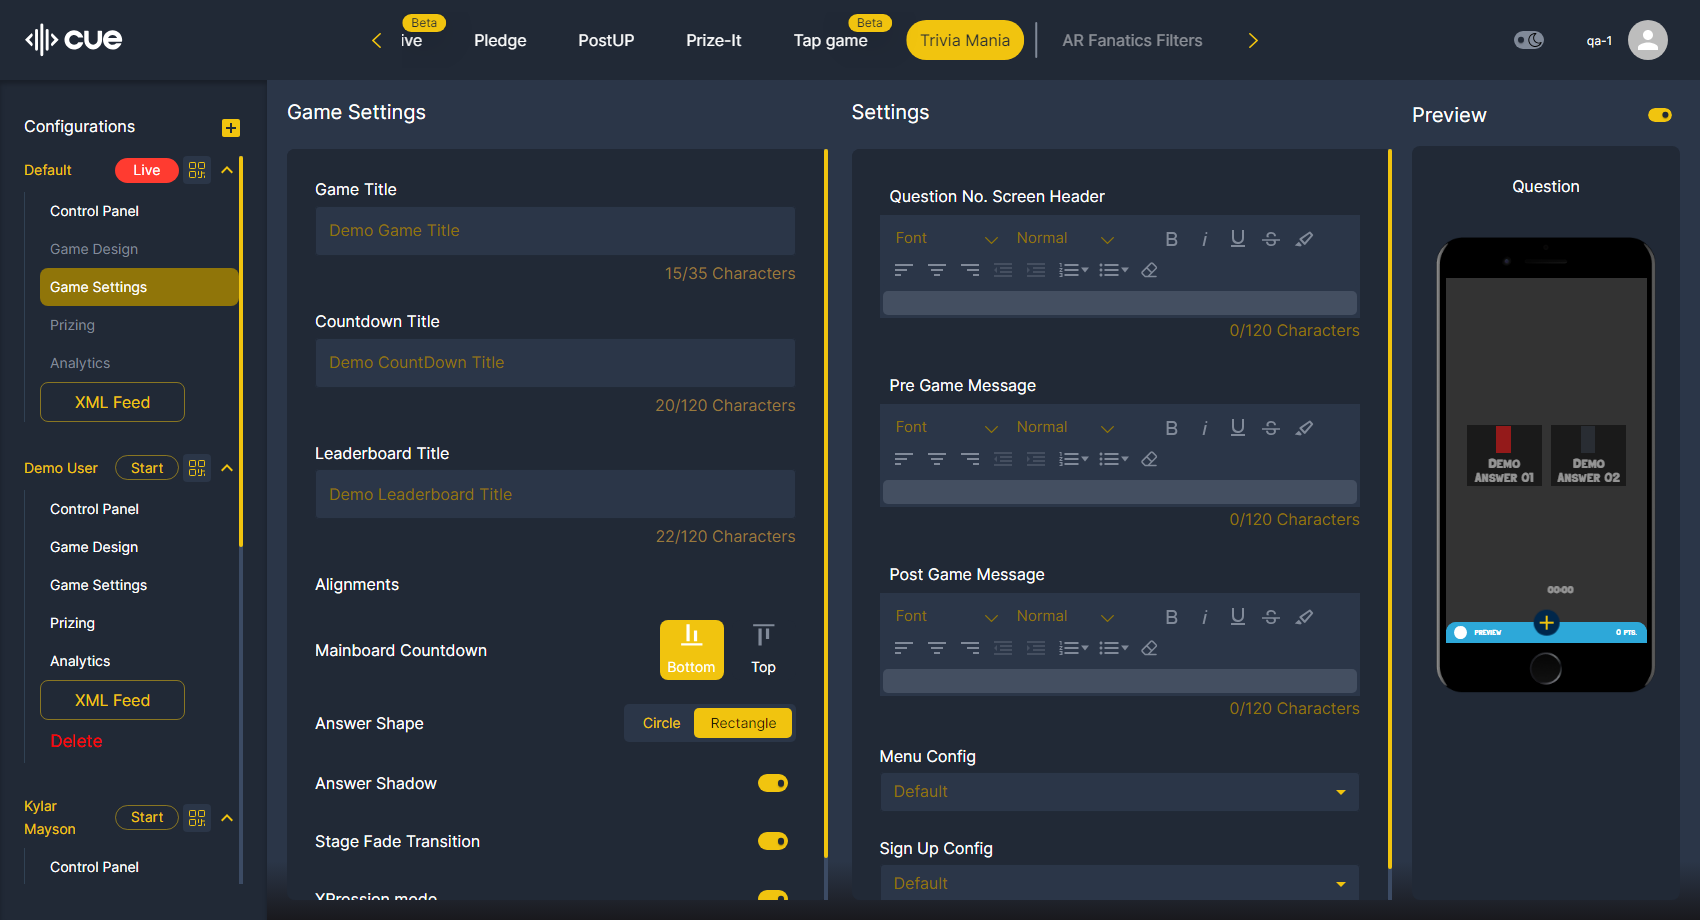 cue
Beta
ive
Pledge
PostUP
Prize-It
Tap game
Beta
Trivia Mania
AR Fanatics Filters
qa-1
Configurations
Default
Live
Control Panel
Game Design
Game Settings
Prizing
Analytics
XML Feed
Demo User
Start
Control Panel
Game Design
Game Settings
Prizing
Analytics
XML Feed
Delete
Kylar
Mayson
Start
Control Panel
Game Settings
Game Title
Demo Game Title
15/35 Characters
Countdown Title
Demo CountDown Title
20/120 Characters
Leaderboard Title
Demo Leaderboard Title
22/120 Characters
Alignments
Mainboard Countdown
Bottom
Top
Answer Shape
Circle
Rectangle
Answer Shadow
Stage Fade Transition
XPression mode
Settings
Question No. Screen Header
Font
Normal
B i U S
0/120 Characters
Pre Game Message
Font
Normal
B i U S
0/120 Characters
Post Game Message
Font
Normal
B i U S
0/120 Characters
Menu Config
Default
Sign Up Config
Default
Preview
Question
DEMO
ANSWER 01
DEMO
ANSWER 02
00:00
PREVIEW
0 PTS.